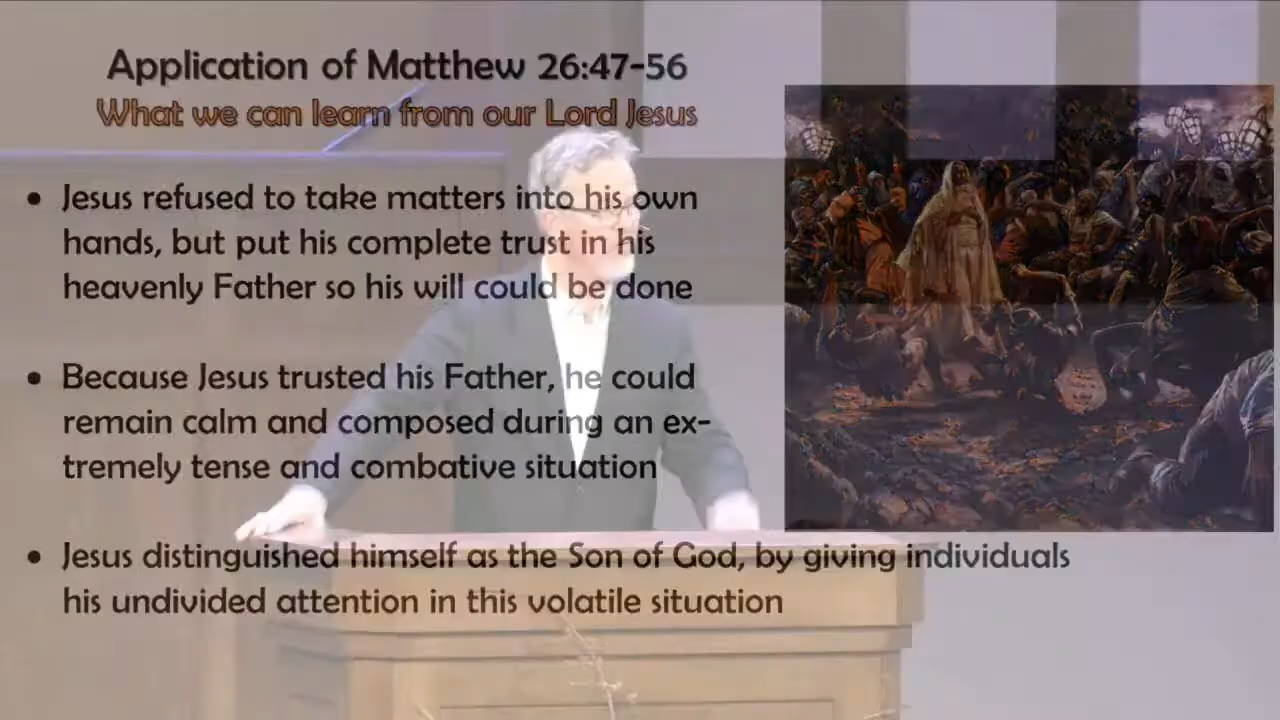 Application of Matthew 26:47-56
What we can learn from our Lord Jesus
• Jesus refused to take matters into his own
hands, but put his complete trust in his
heavenly Father so his will could be done
• Because Jesus trusted his Father, he could
remain calm and composed during an ex-
tremely tense and combative situation
• Jesus distinguished himself as the Son of God, by giving individuals
his undivided attention in this volatile situation